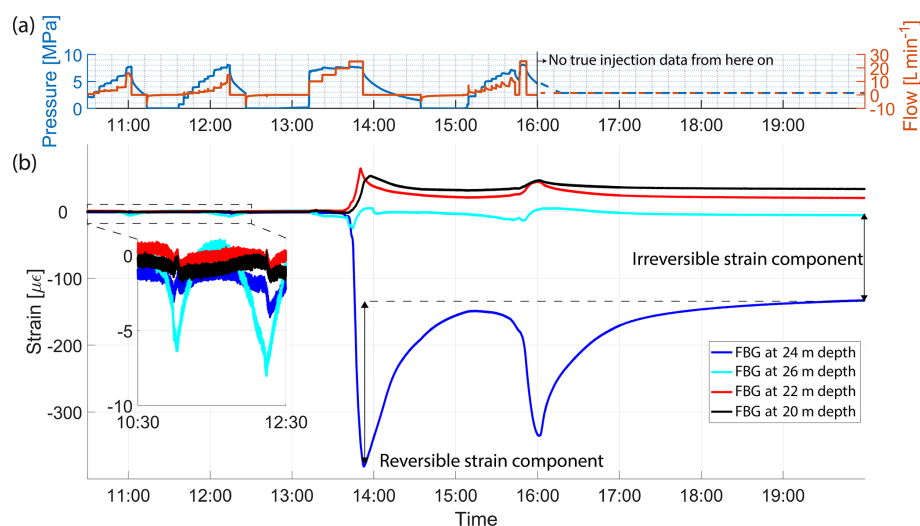 (a)
Pressure [MPa]
10
5
0
No true injection data from here on
30
20
10
0
-10
Flow [Lmin⁻¹]
11:00 12:00 13:00 14:00 15:00 16:00 17:00 18:00 19:00
(b)
Strain [με]
0
-100
-200
-300
0
-5
-10
10:30 12:30
Irreversible strain component
Reversible strain component
FBG at 24 m depth
FBG at 26 m depth
FBG at 22 m depth
FBG at 20 m depth
11:00 12:00 13:00 14:00 15:00 16:00 17:00 18:00 19:00
Time